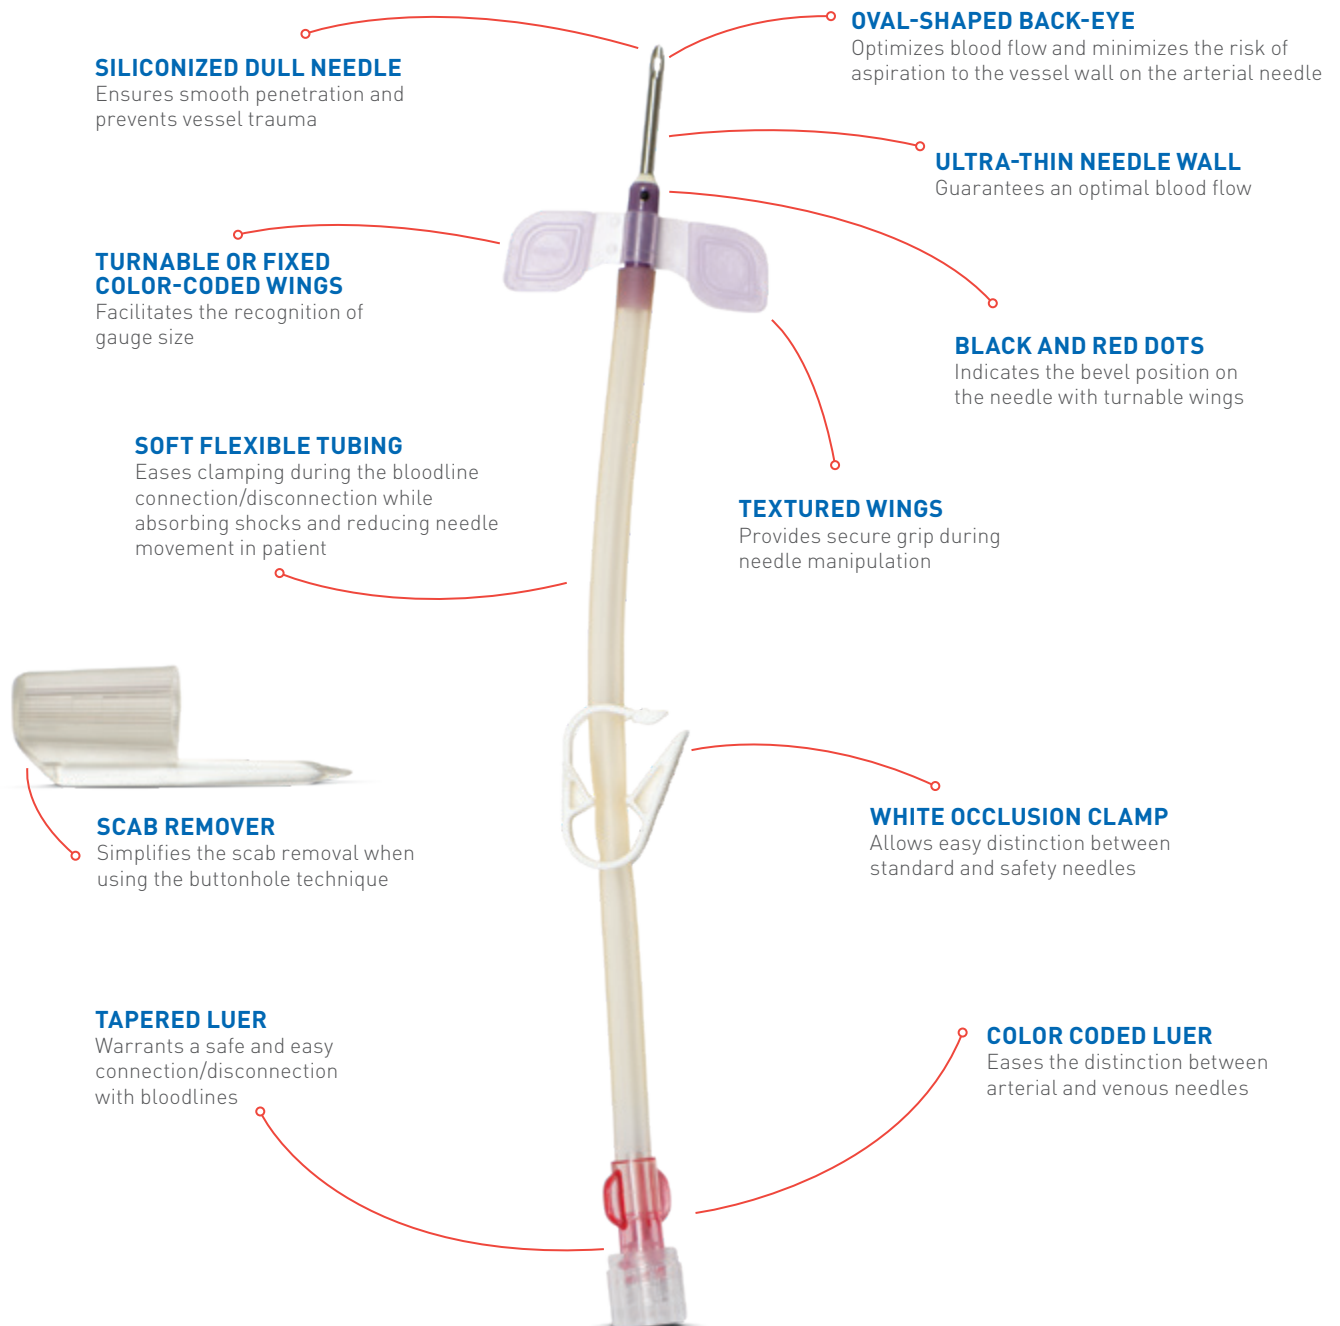 OVAL-SHAPED BACK-EYE
Optimizes blood flow and minimizes the risk of
aspiration to the vessel wall on the arterial needle
SILICONIZED DULL NEEDLE
Ensures smooth penetration and
prevents vessel trauma
ULTRA-THIN NEEDLE WALL
Guarantees an optimal blood flow
TURNABLE OR FIXED
COLOR-CODED WINGS
Facilitates the recognition of
gauge size
BLACK AND RED DOTS
Indicates the bevel position on
the needle with turnable wings
SOFT FLEXIBLE TUBING
Eases clamping during the bloodline
connection/disconnection while
absorbing shocks and reducing needle
movement in patient
TEXTURED WINGS
Provides secure grip during
needle manipulation
SCAB REMOVER
Simplifies the scab removal when
using the buttonhole technique
WHITE OCCLUSION CLAMP
Allows easy distinction between
standard and safety needles
TAPERED LUER
Warrants a safe and easy
connection/disconnection
with bloodlines
COLOR CODED LUER
Eases the distinction between
arterial and venous needles